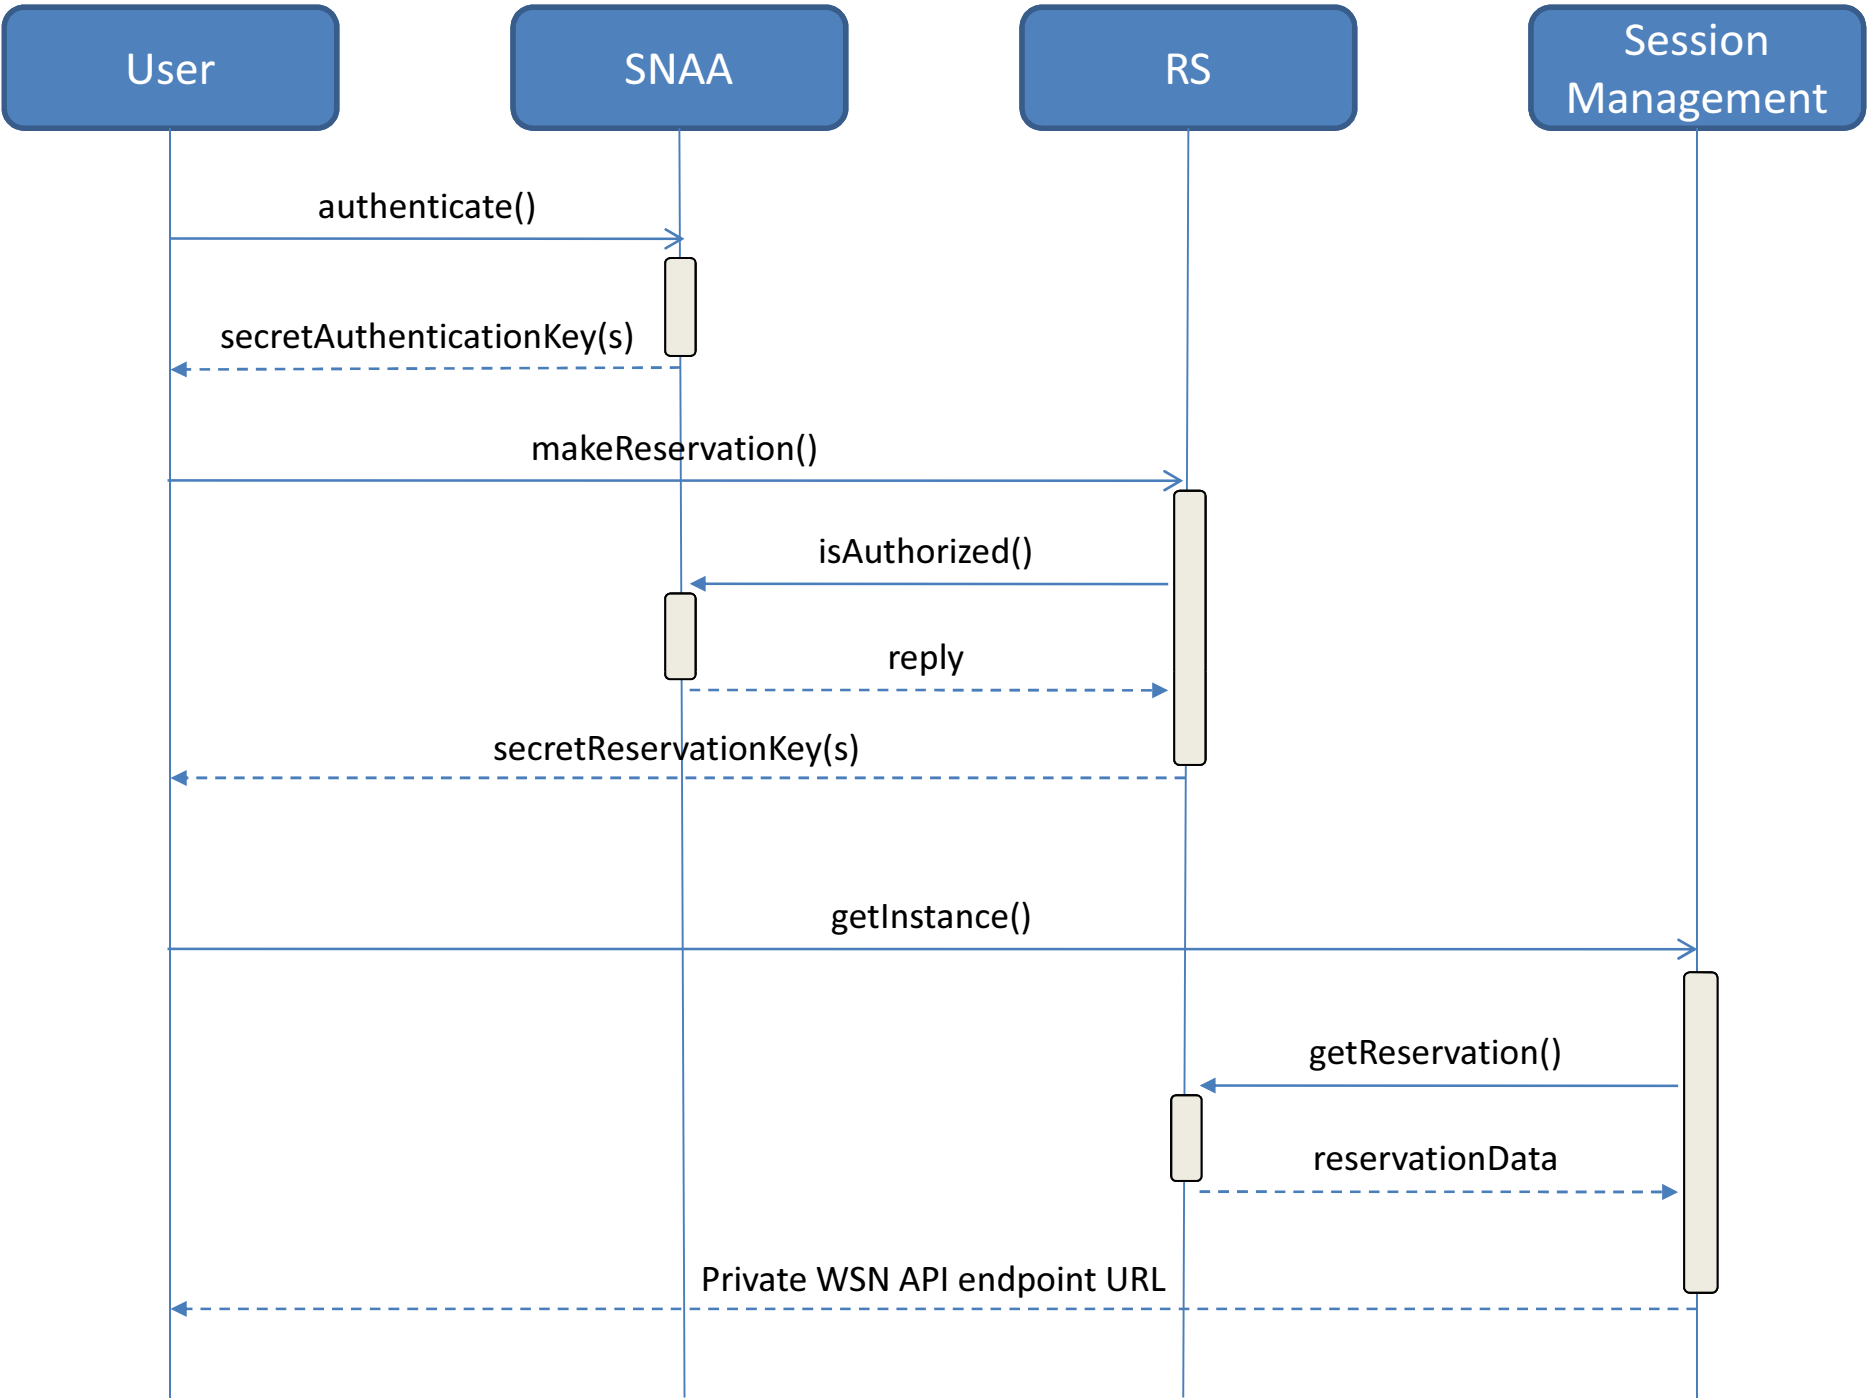 User
SNAA
RS
Session
Management
authenticate()
secretAuthenticationKey(s)
makeReservation()
isAuthorized()
reply
secretReservationKey(s)
getInstance()
getReservation()
reservationData
Private WSN API endpoint URL